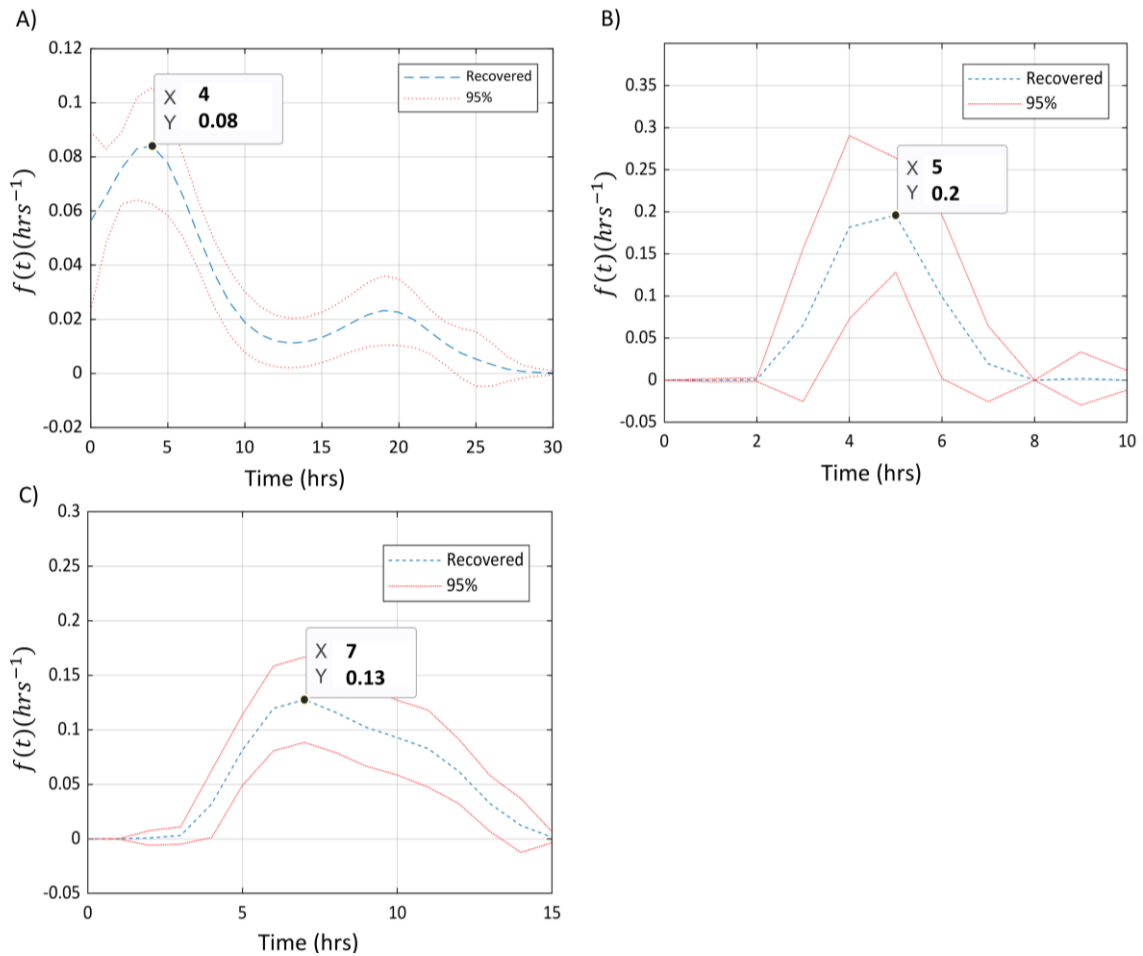 A)
0.12
0.1
0.08
0.06
0.04
0.02
0
-0.02
f(t)(hrs⁻¹)
X 4
Y 0.08
Recovered
95%
0 5 10 15 20 25 30
Time (hrs)
B)
0.35
0.3
0.25
0.2
0.15
0.1
0.05
0
-0.05
f(t)(hrs⁻¹)
X 5
Y 0.2
Recovered
95%
0 2 4 6 8 10
Time (hrs)
C)
0.3
0.25
0.2
0.15
0.1
0.05
0
-0.05
f(t)(hrs⁻¹)
X 7
Y 0.13
Recovered
95%
0 5 10 15
Time (hrs)